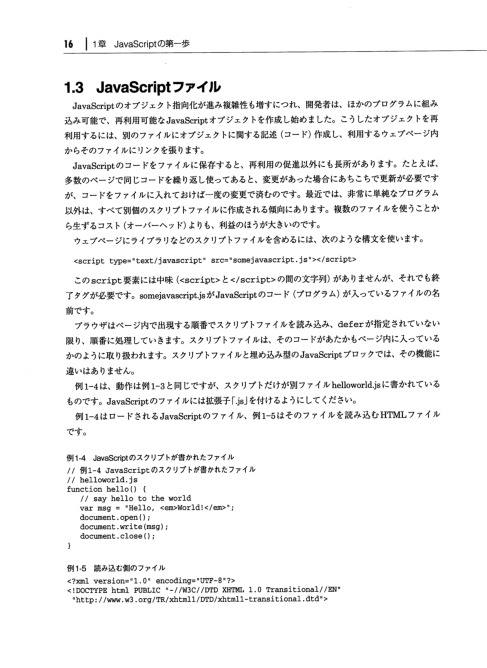 16 1章 JavaScriptの第一歩
1.3 JavaScriptファイル
JavaScriptのオブジェクト指向化が進み複雑性も増すにつれ、開発者は、ほかのプログラムに組み
込み可能で、再利用可能なJavaScriptオブジェクトを作成し始めました。こうしたオブジェクトを再
利用するには、別のファイルにオブジェクトに関する記述（コード）作成し、利用するウェブページ内
からそのファイルにリンクを張ります。
JavaScriptのコードをファイルに保存すると、再利用の促進以外にも長所があります。たとえば、
多数のページで同じコードを繰り返し使ってあると、変更があった場合にあちこちで更新が必要です
が、コードをファイルに入れておけば一度の変更で済むのです。最近では、非常に単純なプログラム
以外は、すべて別個のスクリプトファイルに作成される傾向にあります。複数のファイルを使うことか
ら生ずるコスト（オーバーヘッド）よりも、利益のほうが大きいのです。
ウェブページにライブラリなどのスクリプトファイルを含めるには、次のような構文を使います。
<script type="text/javascript" src="somejavascript.js"></script>
このscript要素には中味（<script>と</script>の間の文字列）がありませんが、それでも終
了タグが必要です。somejavascript.jsがJavaScriptのコード（プログラム）が入っているファイルの名
前です。
ブラウザはページ内で出現する順番でスクリプトファイルを読み込み、deferが指定されていない
限り、順番に処理していきます。スクリプトファイルは、そのコードがあたかもページ内に入っている
かのように取り扱われます。スクリプトファイルと埋め込み型のJavaScriptブロックでは、その機能に
違いはありません。
例1-4は、動作は例1-3と同じですが、スクリプトだけが別ファイルhelloworld.jsに書かれている
ものです。JavaScriptのファイルには拡張子「.js」を付けるようにしてください。
例1-4はロードされるJavaScriptのファイル、例1-5はそのファイルを読み込むHTMLファイル
です。
例1-4 JavaScriptのスクリプトが書かれたファイル
// 例1-4 JavaScriptのスクリプトが書かれたファイル
// helloworld.js
function hello() {
// say hello to the world
var msg = "Hello, <em>World!</em>";
document.open();
document.write(msg);
document.close();
}
例1-5 読み込む側のファイル
<?xml version="1.0" encoding="UTF-8"?>
<!DOCTYPE html PUBLIC "-//W3C//DTD XHTML 1.0 Transitional//EN"
"http://www.w3.org/TR/xhtml1/DTD/xhtml1-transitional.dtd">